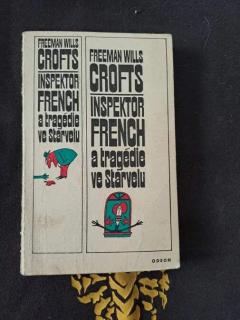 FREEMAN WILLS
CROFTS
INSPEKTOR
FRENCH
a tragédie
ve Starvelu
FREEMAN WILLS
CROFTS
INSPEKTOR
FRENCH
a tragédie
ve Starvelu
ODEON